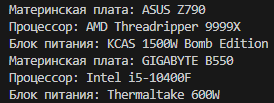 Материнская плата: ASUS Z790
Процессор: AMD Threadripper 9999X
Блок питания: KCAS 1500W Bomb Edition
Материнская плата: GIGABYTE B550
Процессор: Intel i5-10400F
Блок питания: Thermaltake 600W